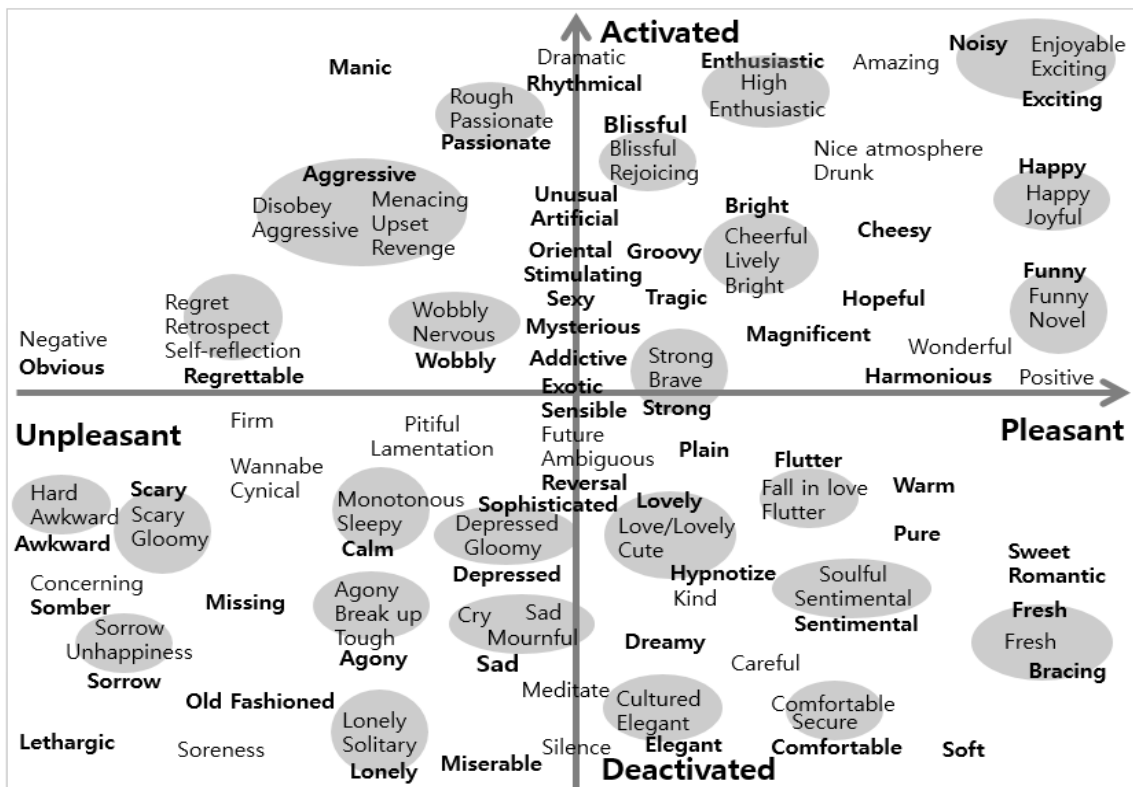 Activated
Manic
Dramatic
Rhythmical
Enthusiastic
High
Enthusiastic
Amazing
Noisy
Enjoyable
Exciting
Exciting
Rough
Passionate
Passionate
Blissful
Blissful
Rejoicing
Nice atmosphere
Drunk
Happy
Happy
Joyful
Aggressive
Disobey
Aggressive
Menacing
Upset
Revenge
Unusual
Artificial
Oriental
Stimulating
Sexy
Mysterious
Addictive
Exotic
Groovy
Tragic
Bright
Cheerful
Lively
Bright
Cheesy
Hopeful
Magnificent
Funny
Funny
Novel
Regret
Retrospect
Self-reflection
Regrettable
Wobbly
Nervous
Wobbly
Negative
Obvious
Strong
Brave
Strong
Wonderful
Harmonious
Positive
Unpleasant
Pleasant
Firm
Pitiful
Lamentation
Sensible
Future
Ambiguous
Reversal
Sophisticated
Plain
Wannabe
Cynical
Hard
Awkward
Awkward
Scary
Scary
Gloomy
Monotonous
Sleepy
Calm
Depressed
Gloomy
Depressed
Lovely
Love/Lovely
Cute
Hypnotize
Kind
Flutter
Fall in love
Flutter
Warm
Pure
Sweet
Romantic
Concerning
Somber
Missing
Agony
Break up
Tough
Agony
Cry
Sad
Mournful
Sad
Dreamy
Soulful
Sentimental
Sentimental
Fresh
Fresh
Bracing
Sorrow
Unhappiness
Sorrow
Old Fashioned
Careful
Meditate
Cultured
Elegant
Elegant
Comfortable
Secure
Comfortable
Soft
Lethargic
Soreness
Lonely
Solitary
Lonely
Miserable
Silence
Deactivated